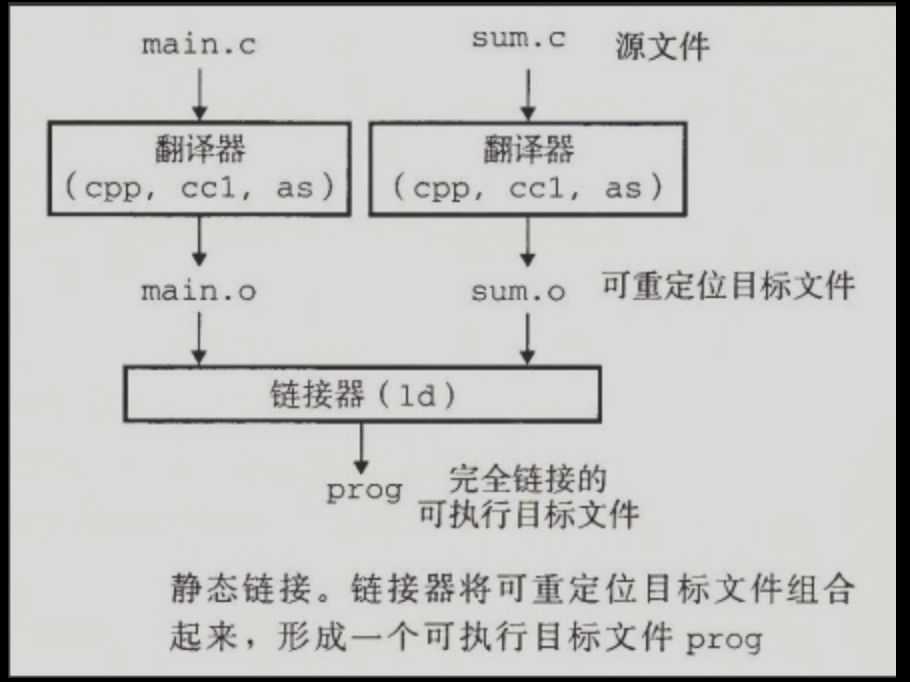 main.c
sum.c
源文件
翻译器
(cpp, cc1, as)
翻译器
(cpp, cc1, as)
main.o
sum.o
可重定位目标文件
链接器(ld)
prog
完全链接的
可执行目标文件
静态链接。链接器将可重定位目标文件组合
起来，形成一个可执行目标文件 prog